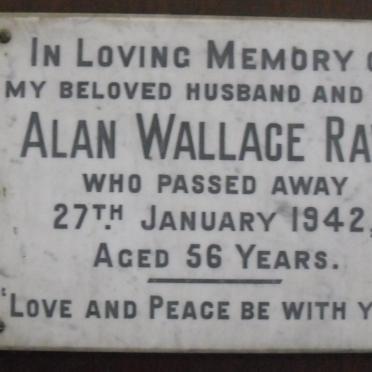 IN LOVING MEMORY
MY BELOVED HUSBAND AND
ALAN WALLACE
WHO PASSED AWAY
27TH JANUARY 1942,
AGED 56 YEARS.
"LOVE AND PEACE BE WITH